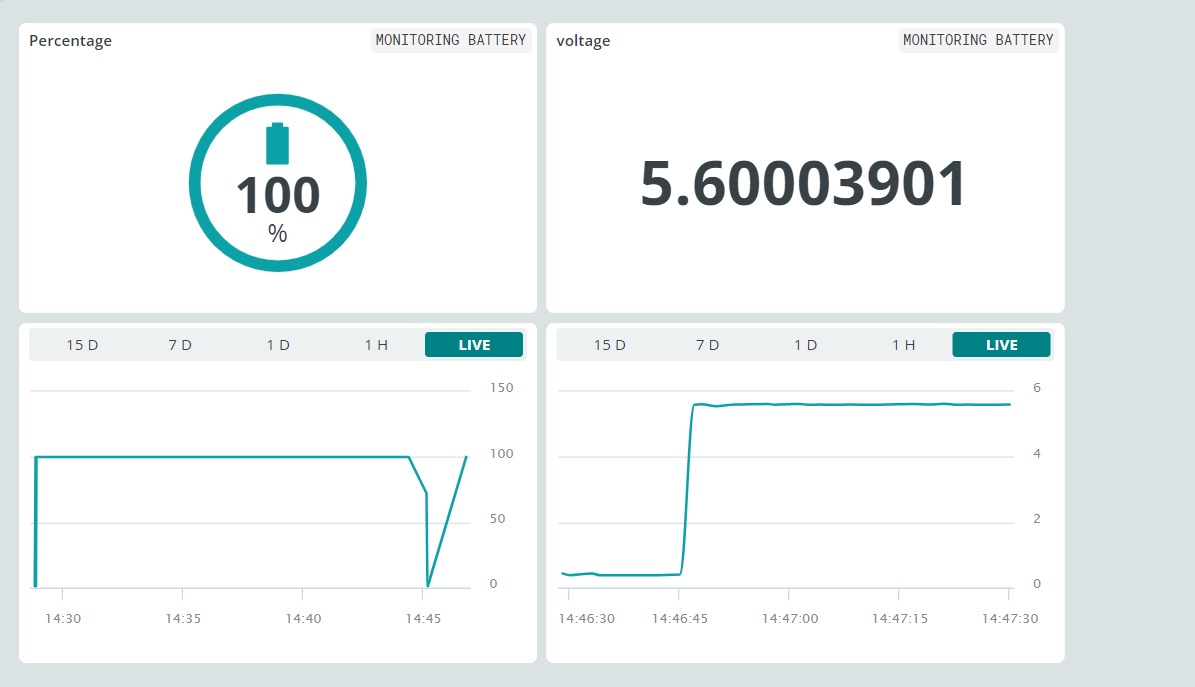 Percentage
MONITORING BATTERY
100
%
voltage
MONITORING BATTERY
5.60003901
15 D 7 D 1 D 1 H LIVE
150
100
50
0
14:30 14:35 14:40 14:45
15 D 7 D 1 D 1 H LIVE
6
4
2
0
14:46:30 14:46:45 14:47:00 14:47:15 14:47:30